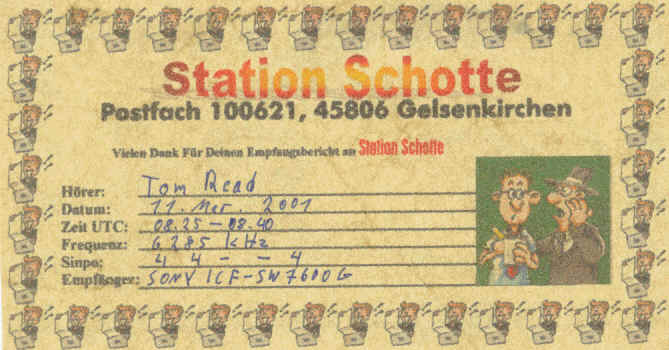 Station Schotte
Postfach 100621, 45806 Gelsenkirchen
Vielen Dank Für Deinen Empfangsbericht an Station Schotte
Hörer: Tom Read
Datum: 11. Mar. 2001
Zeit UTC: 08.25 – 08.40
Frequenz: 6285 kHz
Sinpo: 4 4 – – 4
Empfänger: SONY ICF-SW7600G